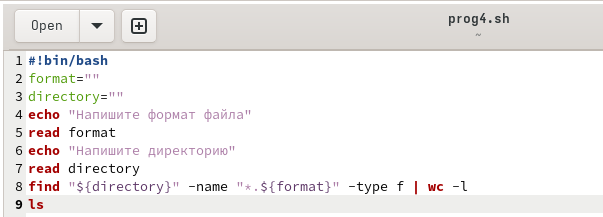 Open
prog4.sh
~
1 #!bin/bash
2 format=""
3 directory=""
4 echo "Напишите формат файла"
5 read format
6 echo "Напишите директорию"
7 read directory
8 find "${directory}" -name "*.${format}" -type f | wc -l
9 ls